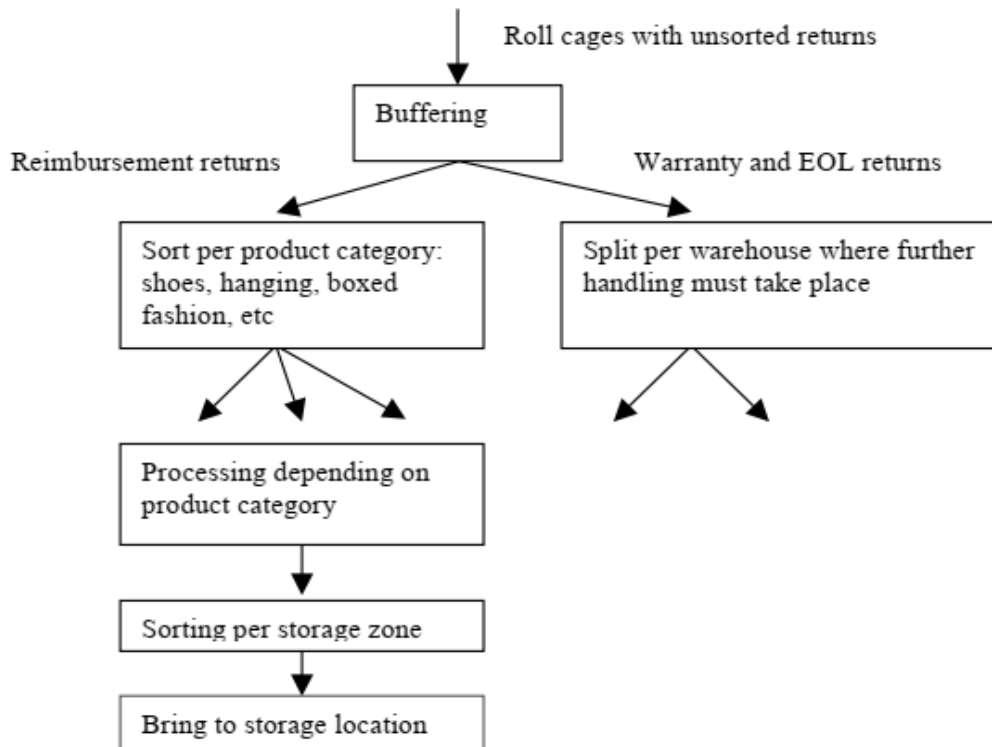 Roll cages with unsorted returns
Buffering
Reimbursement returns
Warranty and EOL returns
Sort per product category:
shoes, hanging, boxed
fashion, etc
Split per warehouse where further
handling must take place
Processing depending on
product category
Sorting per storage zone
Bring to storage location